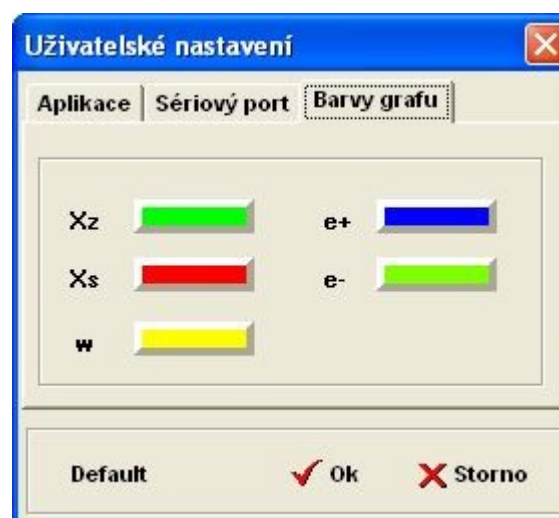 Uživatelské nastavení
Aplikace Sériový port Barvy grafu
Xz e+
Xs e-
w
Default Ok Storno